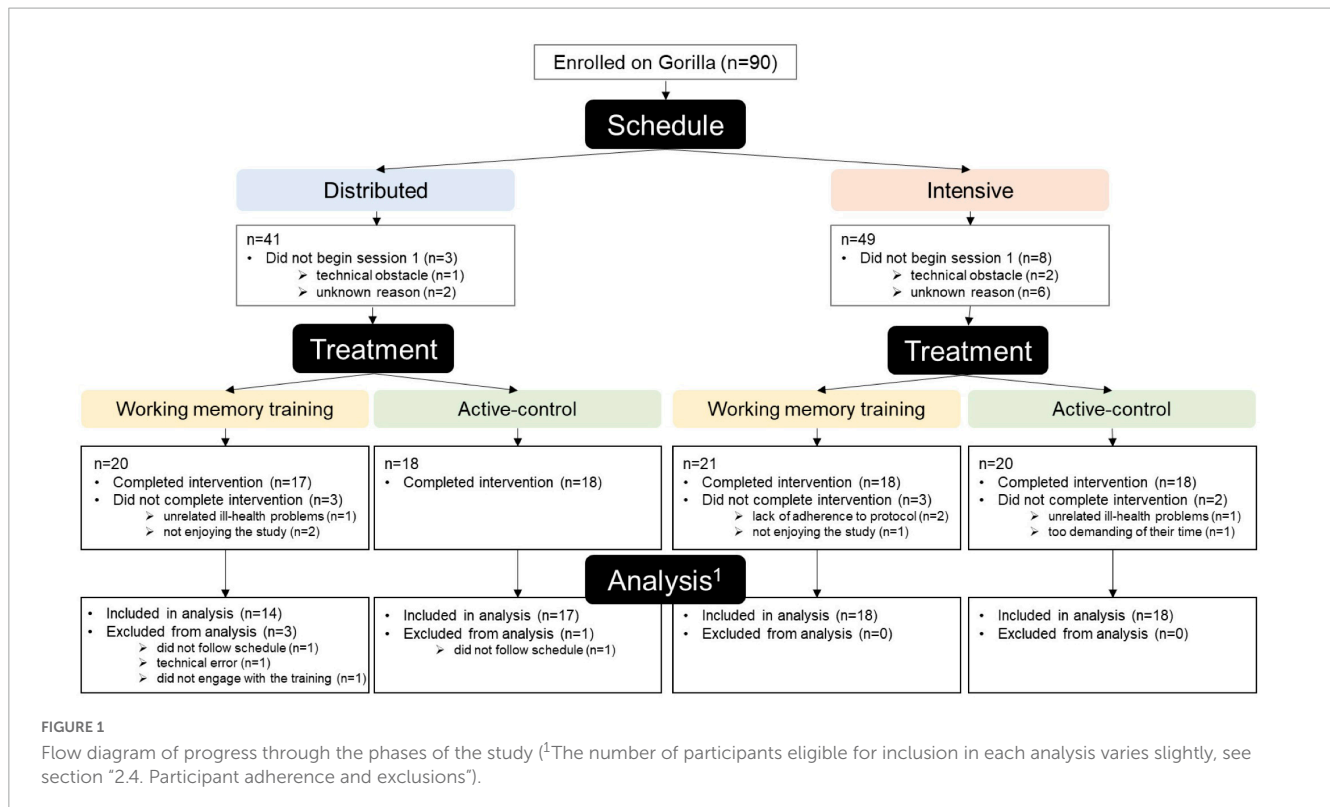 Enrolled on Gorilla (n=90)
Schedule
Distributed
Intensive
n=41
• Did not begin session 1 (n=3)
➢ technical obstacle (n=1)
➢ unknown reason (n=2)
n=49
• Did not begin session 1 (n=8)
➢ technical obstacle (n=2)
➢ unknown reason (n=6)
Treatment
Treatment
Working memory training
Active-control
Working memory training
Active-control
n=20
• Completed intervention (n=17)
• Did not complete intervention (n=3)
➢ unrelated ill-health problems (n=1)
➢ not enjoying the study (n=2)
n=18
• Completed intervention (n=18)
n=21
• Completed intervention (n=18)
• Did not complete intervention (n=3)
➢ lack of adherence to protocol (n=2)
➢ not enjoying the study (n=1)
n=20
• Completed intervention (n=18)
• Did not complete intervention (n=2)
➢ unrelated ill-health problems (n=1)
➢ too demanding of their time (n=1)
Analysis¹
• Included in analysis (n=14)
• Excluded from analysis (n=3)
➢ did not follow schedule (n=1)
➢ technical error (n=1)
➢ did not engage with the training (n=1)
• Included in analysis (n=17)
• Excluded from analysis (n=1)
➢ did not follow schedule (n=1)
• Included in analysis (n=18)
• Excluded from analysis (n=0)
• Included in analysis (n=18)
• Excluded from analysis (n=0)
FIGURE 1
Flow diagram of progress through the phases of the study (¹The number of participants eligible for inclusion in each analysis varies slightly, see
section "2.4. Participant adherence and exclusions").